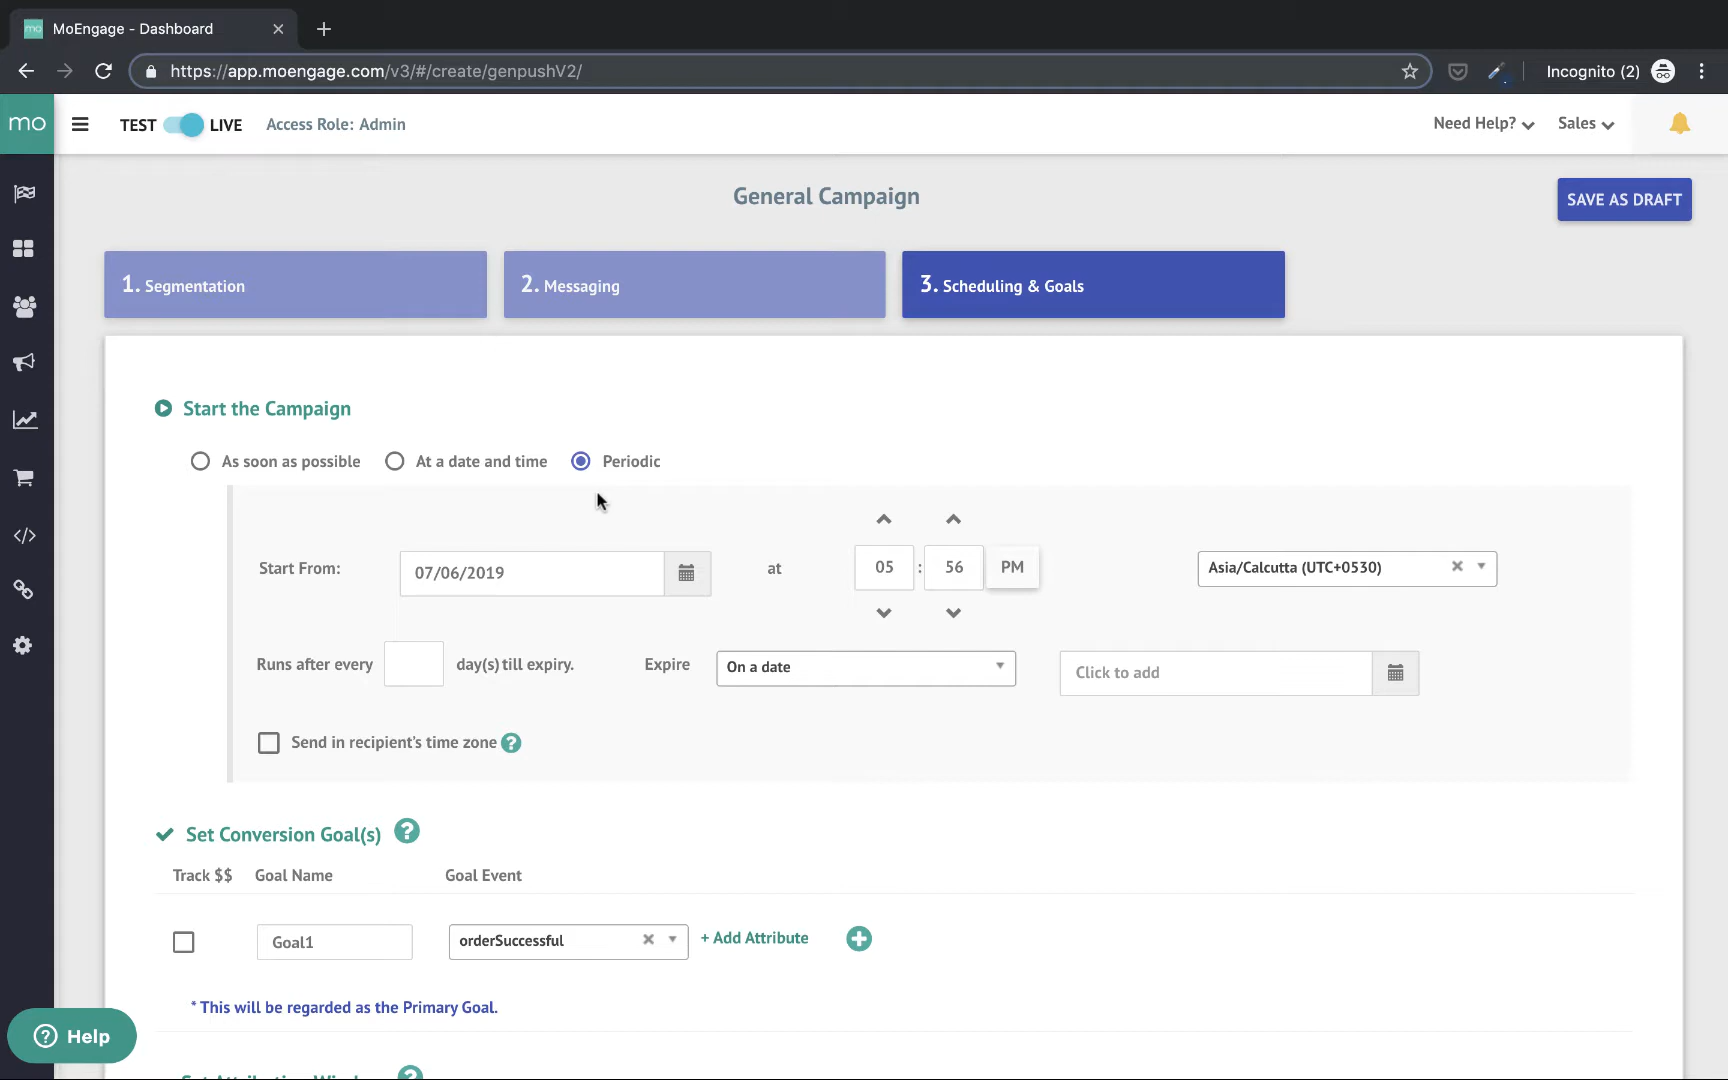 MoEngage - Dashboard
https://app.moengage.com/v3/#/create/genpushV2/
Incognito (2)
mo
TEST LIVE Access Role: Admin
Need Help? Sales
General Campaign
SAVE AS DRAFT
1. Segmentation
2. Messaging
3. Scheduling & Goals
Start the Campaign
As soon as possible At a date and time Periodic
Start From: 07/06/2019 at 05 : 56 PM Asia/Calcutta (UTC+0530)
Runs after every day(s) till expiry. Expire On a date Click to add
Send in recipient's time zone ?
Set Conversion Goal(s) ?
Track $$ Goal Name Goal Event
Goal1 orderSuccessful + Add Attribute
* This will be regarded as the Primary Goal.
? Help